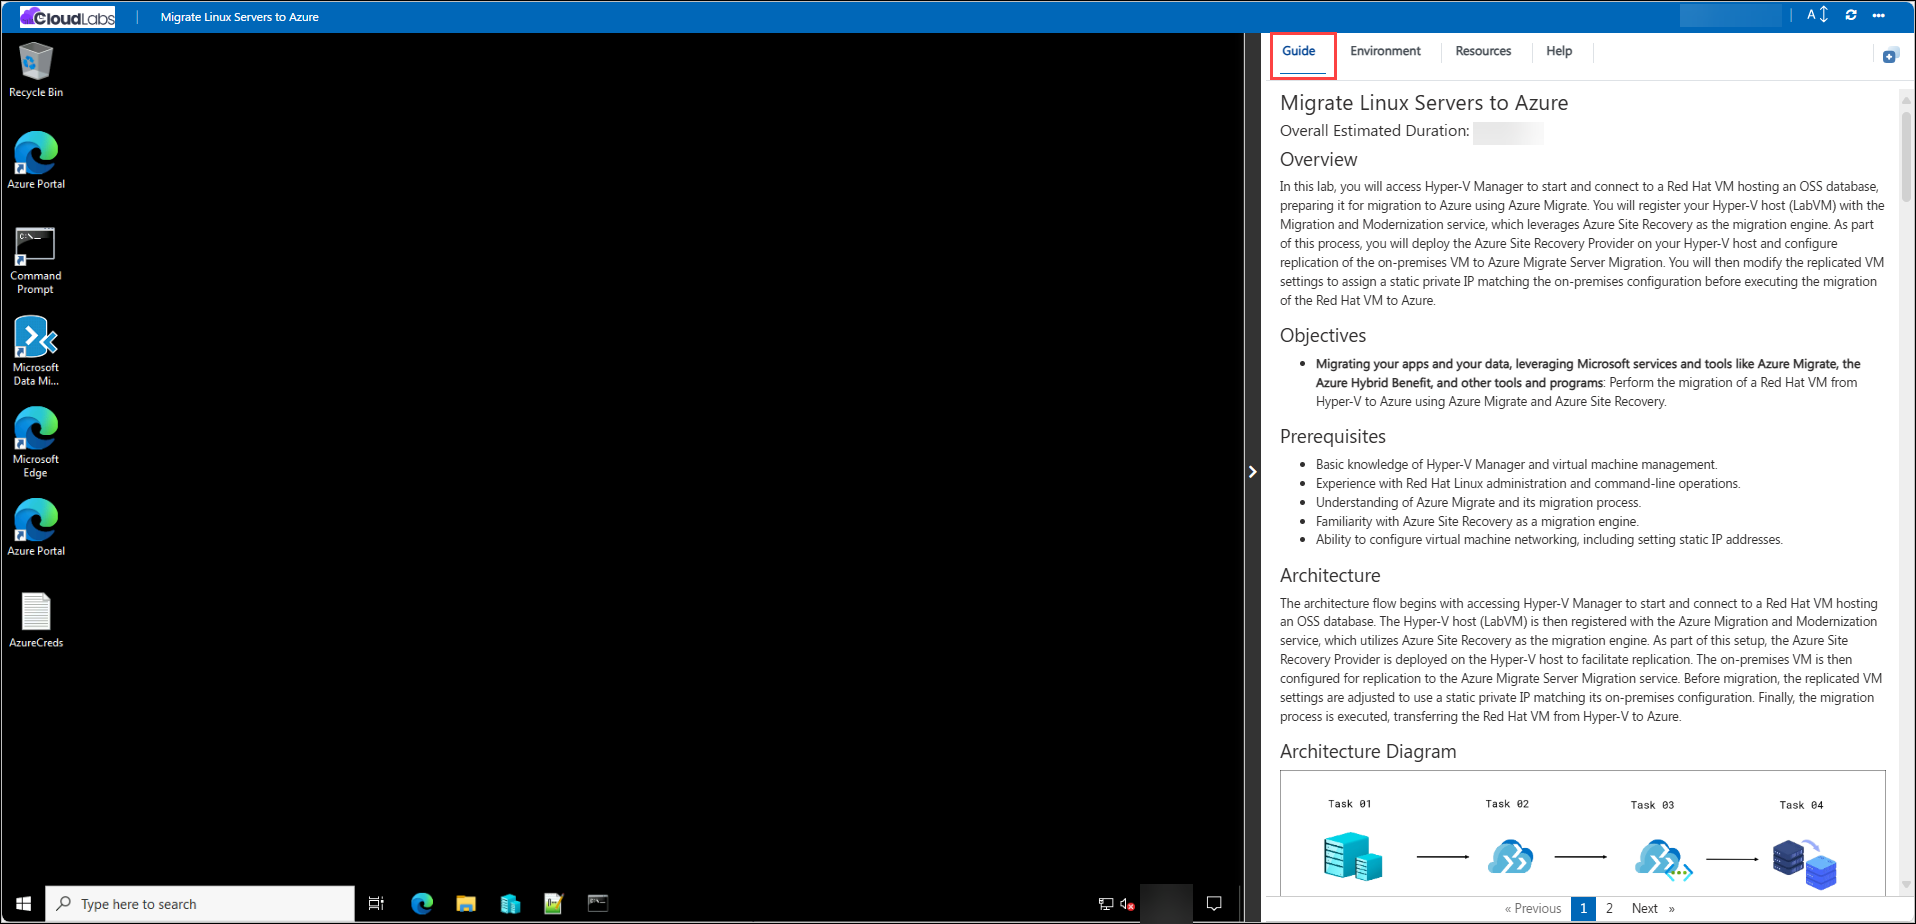 CloudLabs
Migrate Linux Servers to Azure
A
Recycle Bin
Azure Portal
Command
Prompt
Microsoft
Data Mi...
Microsoft
Edge
Azure Portal
AzureCreds
Type here to search
Guide
Environment
Resources
Help
Migrate Linux Servers to Azure
Overall Estimated Duration:
Overview
In this lab, you will access Hyper-V Manager to start and connect to a Red Hat VM hosting an OSS database,
preparing it for migration to Azure using Azure Migrate. You will register your Hyper-V host (LabVM) with the
Migration and Modernization service, which leverages Azure Site Recovery as the migration engine. As part
of this process, you will deploy the Azure Site Recovery Provider on your Hyper-V host and configure
replication of the on-premises VM to Azure Migrate Server Migration. You will then modify the replicated VM
settings to assign a static private IP matching the on-premises configuration before executing the migration
of the Red Hat VM to Azure.
Objectives
• Migrating your apps and your data, leveraging Microsoft services and tools like Azure Migrate, the
Azure Hybrid Benefit, and other tools and programs: Perform the migration of a Red Hat VM from
Hyper-V to Azure using Azure Migrate and Azure Site Recovery.
Prerequisites
• Basic knowledge of Hyper-V Manager and virtual machine management.
• Experience with Red Hat Linux administration and command-line operations.
• Understanding of Azure Migrate and its migration process.
• Familiarity with Azure Site Recovery as a migration engine.
• Ability to configure virtual machine networking, including setting static IP addresses.
Architecture
The architecture flow begins with accessing Hyper-V Manager to start and connect to a Red Hat VM hosting
an OSS database. The Hyper-V host (LabVM) is then registered with the Azure Migration and Modernization
service, which utilizes Azure Site Recovery as the migration engine. As part of this setup, the Azure Site
Recovery Provider is deployed on the Hyper-V host to facilitate replication. The on-premises VM is then
configured for replication to the Azure Migrate Server Migration service. Before migration, the replicated VM
settings are adjusted to use a static private IP matching its on-premises configuration. Finally, the migration
process is executed, transferring the Red Hat VM from Hyper-V to Azure.
Architecture Diagram
Task 01
Task 02
Task 03
Task 04
« Previous 1 2 Next »